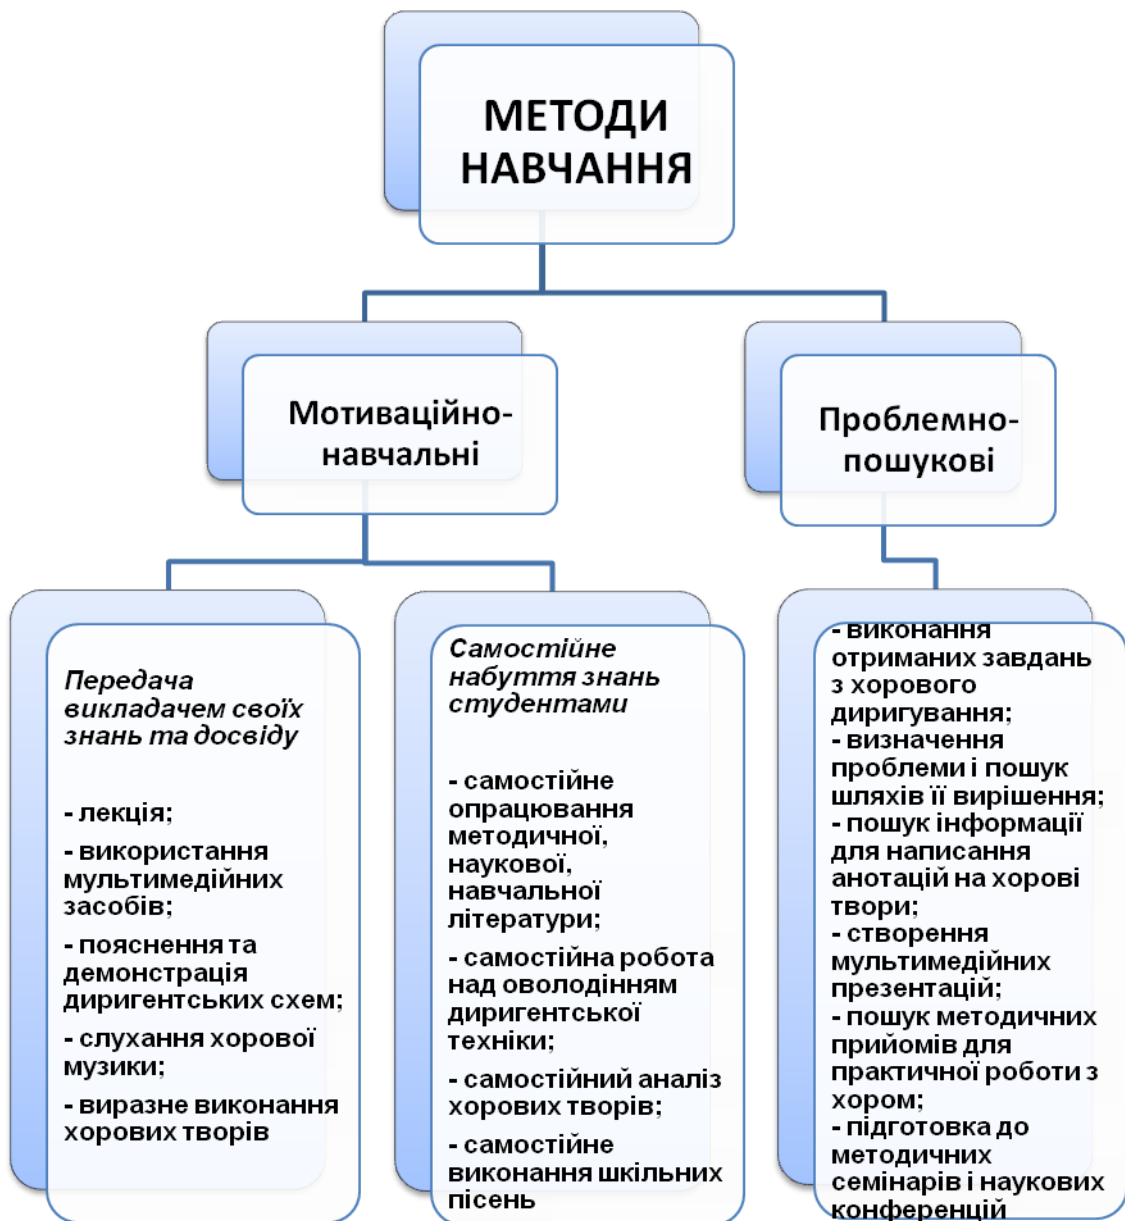 МЕТОДИ
НАВЧАННЯ
Мотиваційно-
навчальні
Проблемно-
пошукові
Передача
викладачем своїх
знань та досвіду
- лекція;
- використання
мультимедійних
засобів;
- пояснення та
демонстрація
диригентських схем;
- слухання хорової
музики;
- виразне виконання
хорових творів
Самостійне
набуття знань
студентами
- самостійне
опрацювання
методичної,
наукової,
навчальної
літератури;
- самостійна робота
над оволодінням
диригентської
техніки;
- самостійний аналіз
хорових творів;
- самостійне
виконання шкільних
пісень
- виконання
отриманих завдань
з хорового
диригування;
- визначення
проблеми і пошук
шляхів її вирішення;
- пошук інформації
для написання
анотацій на хорові
твори;
- створення
мультимедійних
презентацій;
- пошук методичних
прийомів для
практичної роботи з
хором;
- підготовка до
методичних
семінарів і наукових
конференцій